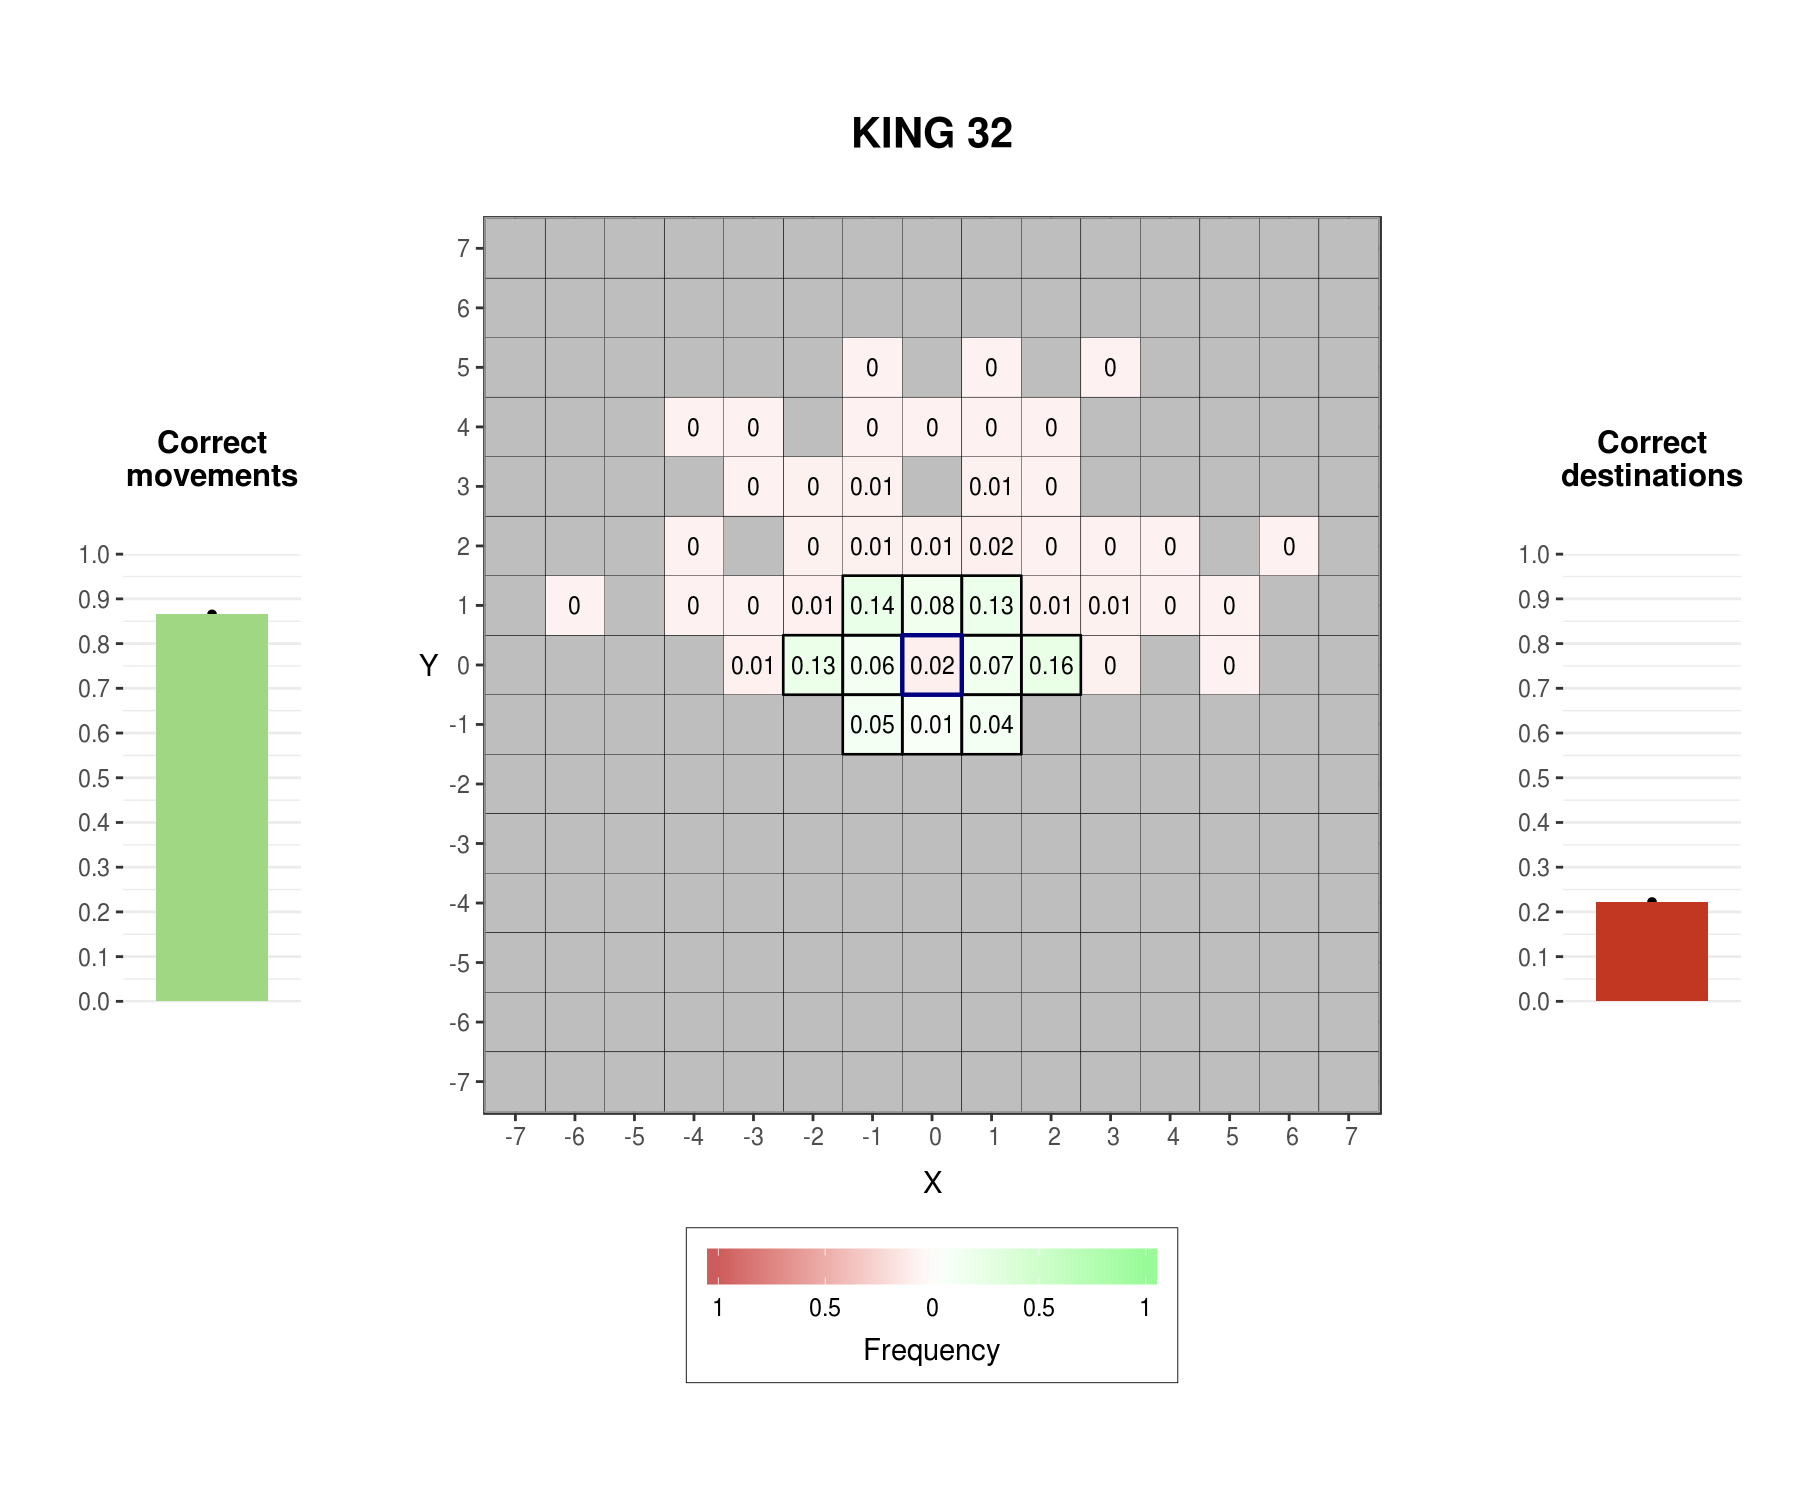 KING 32
Correct
movements
1.0
0.9
0.8
0.7
0.6
0.5
0.4
0.3
0.2
0.1
0.0
Y
7
6
5 0 0 0
4 0 0 0 0 0 0
3 0 0 0.01 0.01 0
2 0 0 0.01 0.01 0.02 0 0 0 0
1 0 0 0 0.01 0.14 0.08 0.13 0.01 0.01 0 0
0 0.01 0.13 0.06 0.02 0.07 0.16 0 0
-1 0.05 0.01 0.04
-2
-3
-4
-5
-6
-7
-7 -6 -5 -4 -3 -2 -1 0 1 2 3 4 5 6 7
X
1 0.5 0 0.5 1
Frequency
Correct
destinations
1.0
0.9
0.8
0.7
0.6
0.5
0.4
0.3
0.2
0.1
0.0